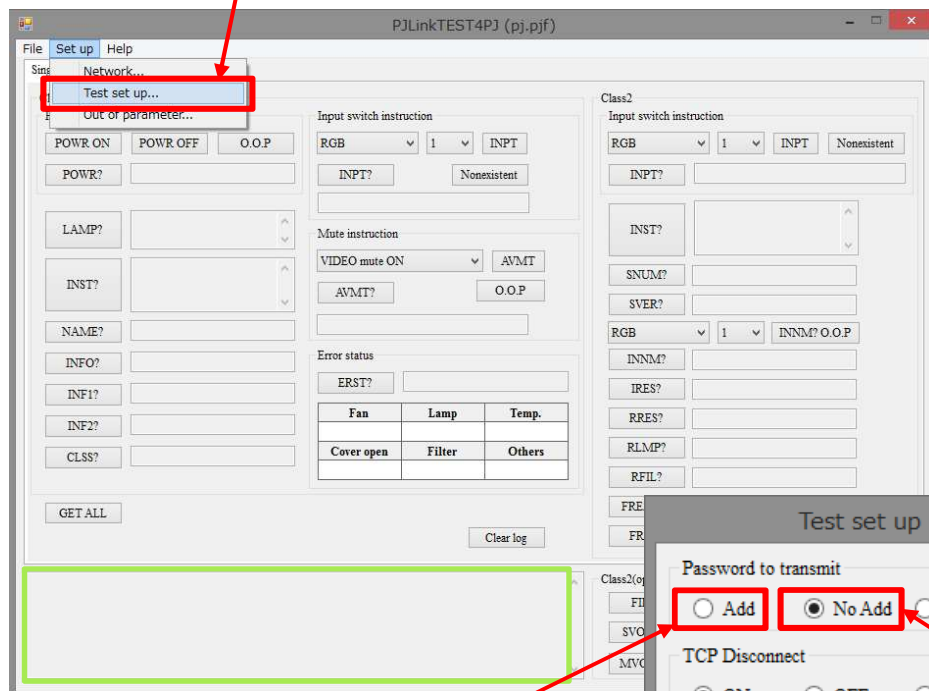 PJLinkTEST4PJ (pj.pjf)
File Set up Help
Network...
Test set up...
Out of parameter...
POWR ON POWR OFF O.O.P
POWR?
LAMP?
INST?
NAME?
INFO?
INF1?
INF2?
CLSS?
GET ALL
Input switch instruction
RGB 1 INPT
INPT? Nonexistent
Mute instruction
VIDEO mute ON AVMT
AVMT? O.O.P
Error status
ERST?
Fan Lamp Temp.
Cover open Filter Others
Clear log
Class2
Input switch instruction
RGB 1 INPT Nonexistent
INPT?
INST?
SNUM?
SVER?
RGB 1 INNM? O.O.P
INNM?
IRES?
RRES?
RLMP?
RFIL?
Test set up
Password to transmit
Add No Add
TCP Disconnect